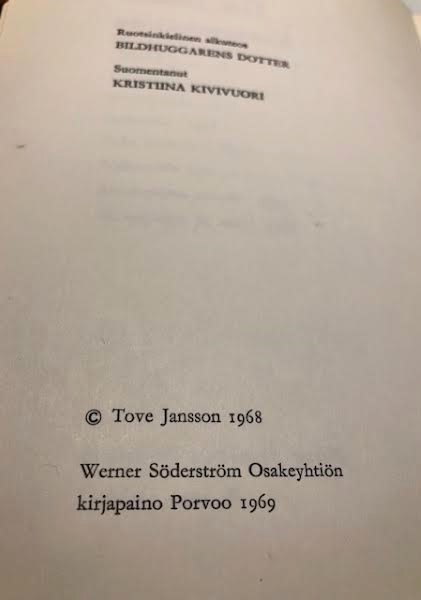 Ruotsinkielinen alkuteos
BILDHUGGARENS DOTTER
Suomentanut
KRISTIINA KIVIVUORI
© Tove Jansson 1968
Werner Söderström Osakeyhtiön
kirjapaino Porvoo 1969